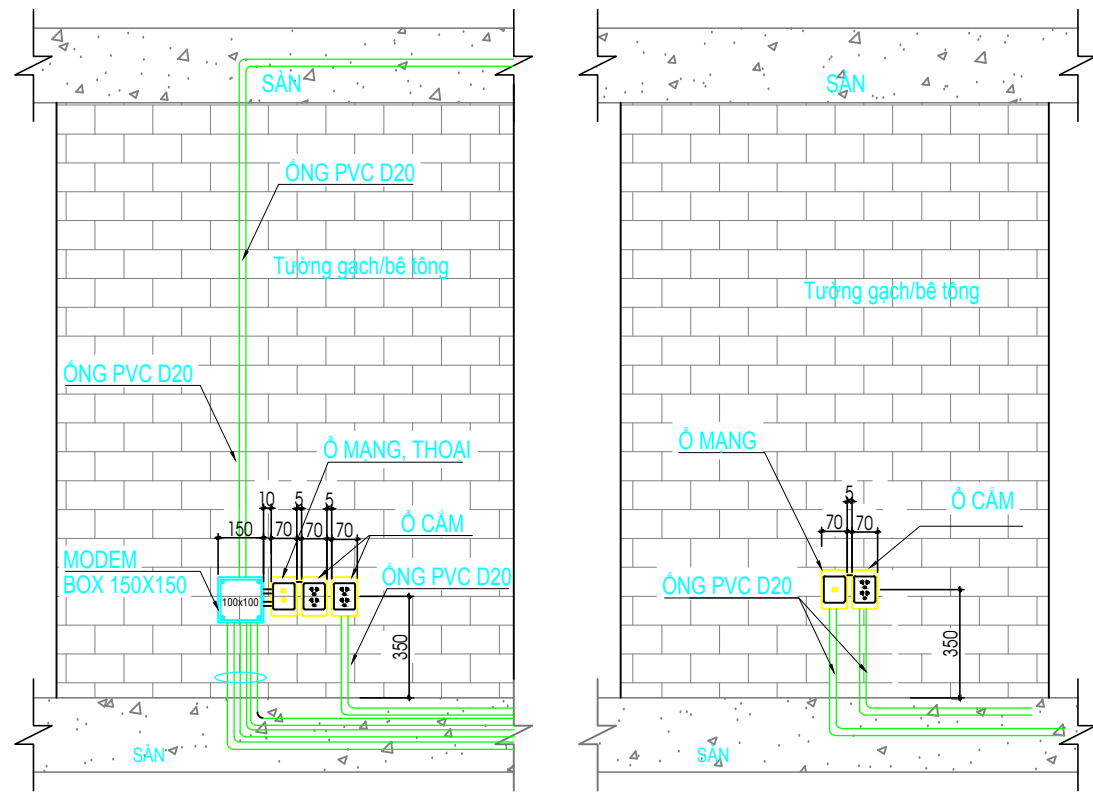 SÀN
ỐNG PVC D20
Tường gạch/bê tông
ỐNG PVC D20
Ổ MẠNG, THOẠI
10
5
5
150
70
70
70
Ổ CẮM
MODEM
BOX 150X150
100x100
ỐNG PVC D20
350
SÀN
SÀN
Tường gạch/bê tông
Ổ MẠNG
5
70
70
Ổ CẮM
ỐNG PVC D20
350
SÀN